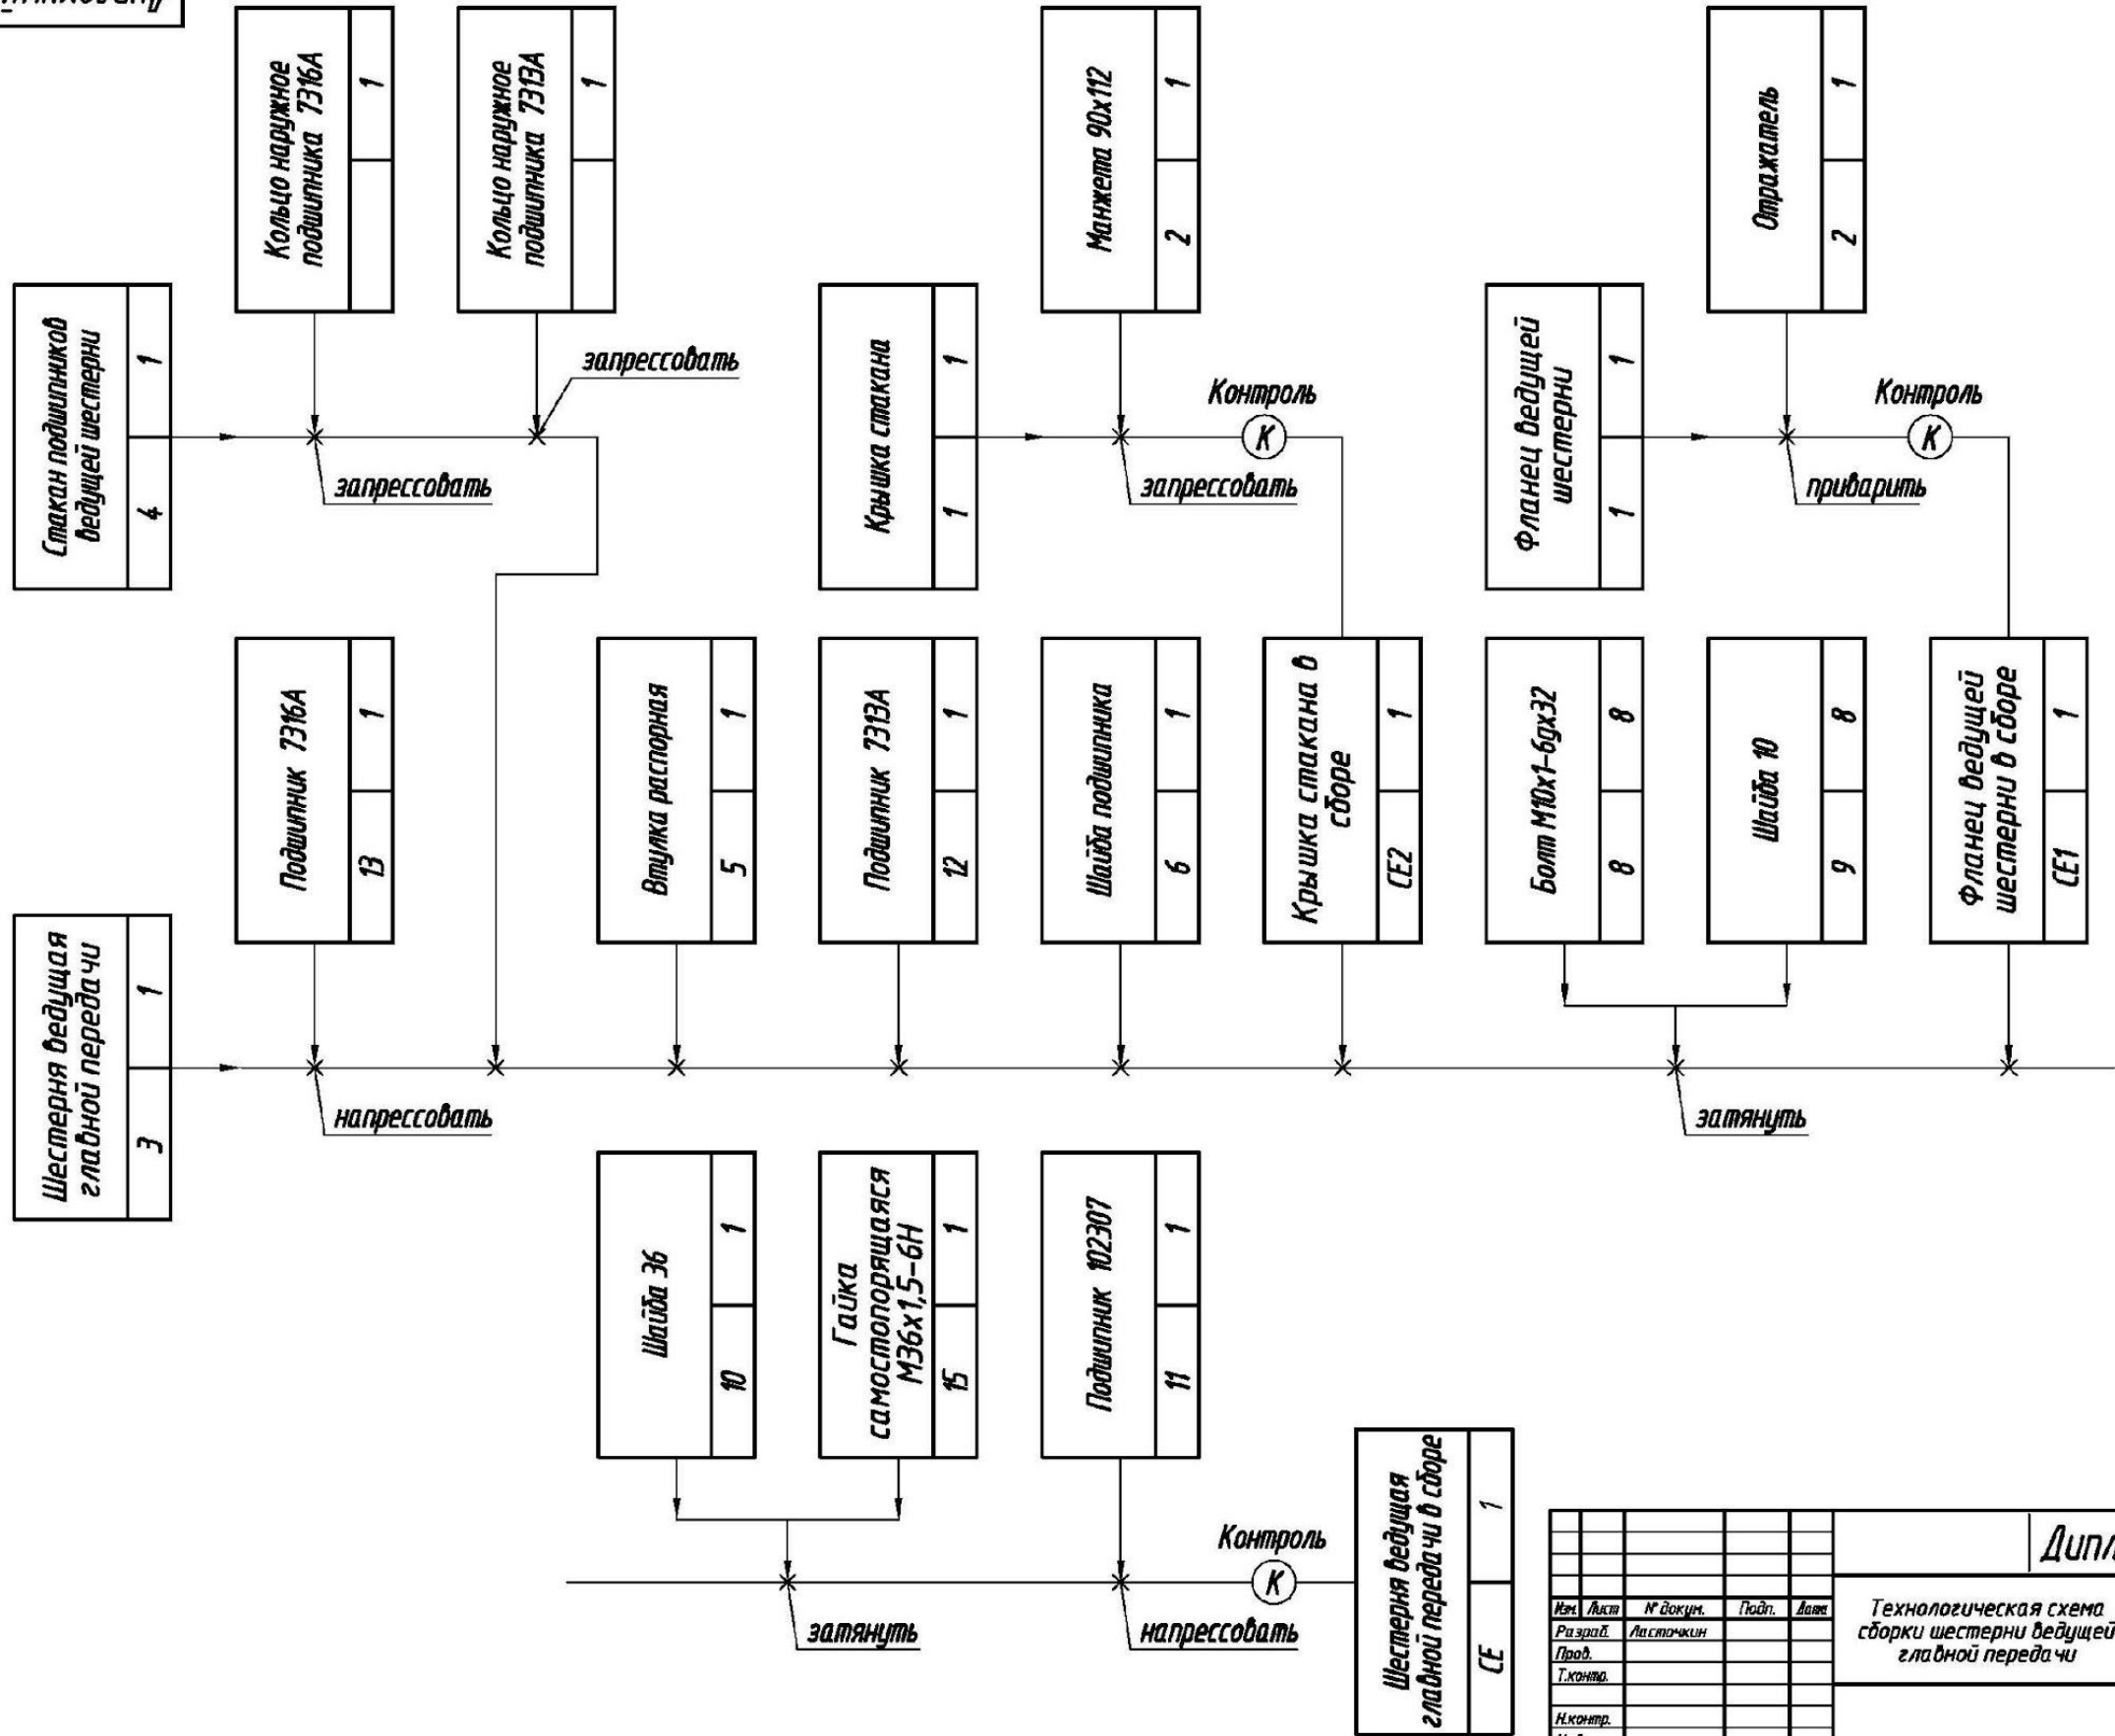 Кольцо наружное
подшипника 7316А
1
Кольцо наружное
подшипника 7313А
1
Манжета 90х112
2
1
Отражатель
2
1
Стакан подшипников
ведущей шестерни
4
1
запрессовать
запрессовать
Крышка стакана
1
1
запрессовать
Контроль
К
Фланец ведущей
шестерни
1
1
приварить
Контроль
К
Подшипник 7316А
13
1
Втулка распорная
5
1
Подшипник 7313А
12
1
Шайба подшипника
6
1
Крышка стакана в
сборе
СЕ2
1
Болт М10х1-6gх32
8
8
Шайба 10
9
8
Фланец ведущей
шестерни в сборе
СЕ1
1
Шестерня ведущая
главной передачи
3
1
напрессовать
затянуть
Шайба 36
10
1
Гайка
самостопорящаяся
М36х1,5-6Н
15
1
Подшипник 102307
11
1
затянуть
напрессовать
Контроль
К
Шестерня ведущая
главной передачи в сборе
СЕ
1
Дипл
Изм. Лист № докум. Подп. Дата
Разраб. Ласточкин
Пров.
Т.контр.
Н.контр.
Технологическая схема
сборки шестерни ведущей
главной передачи